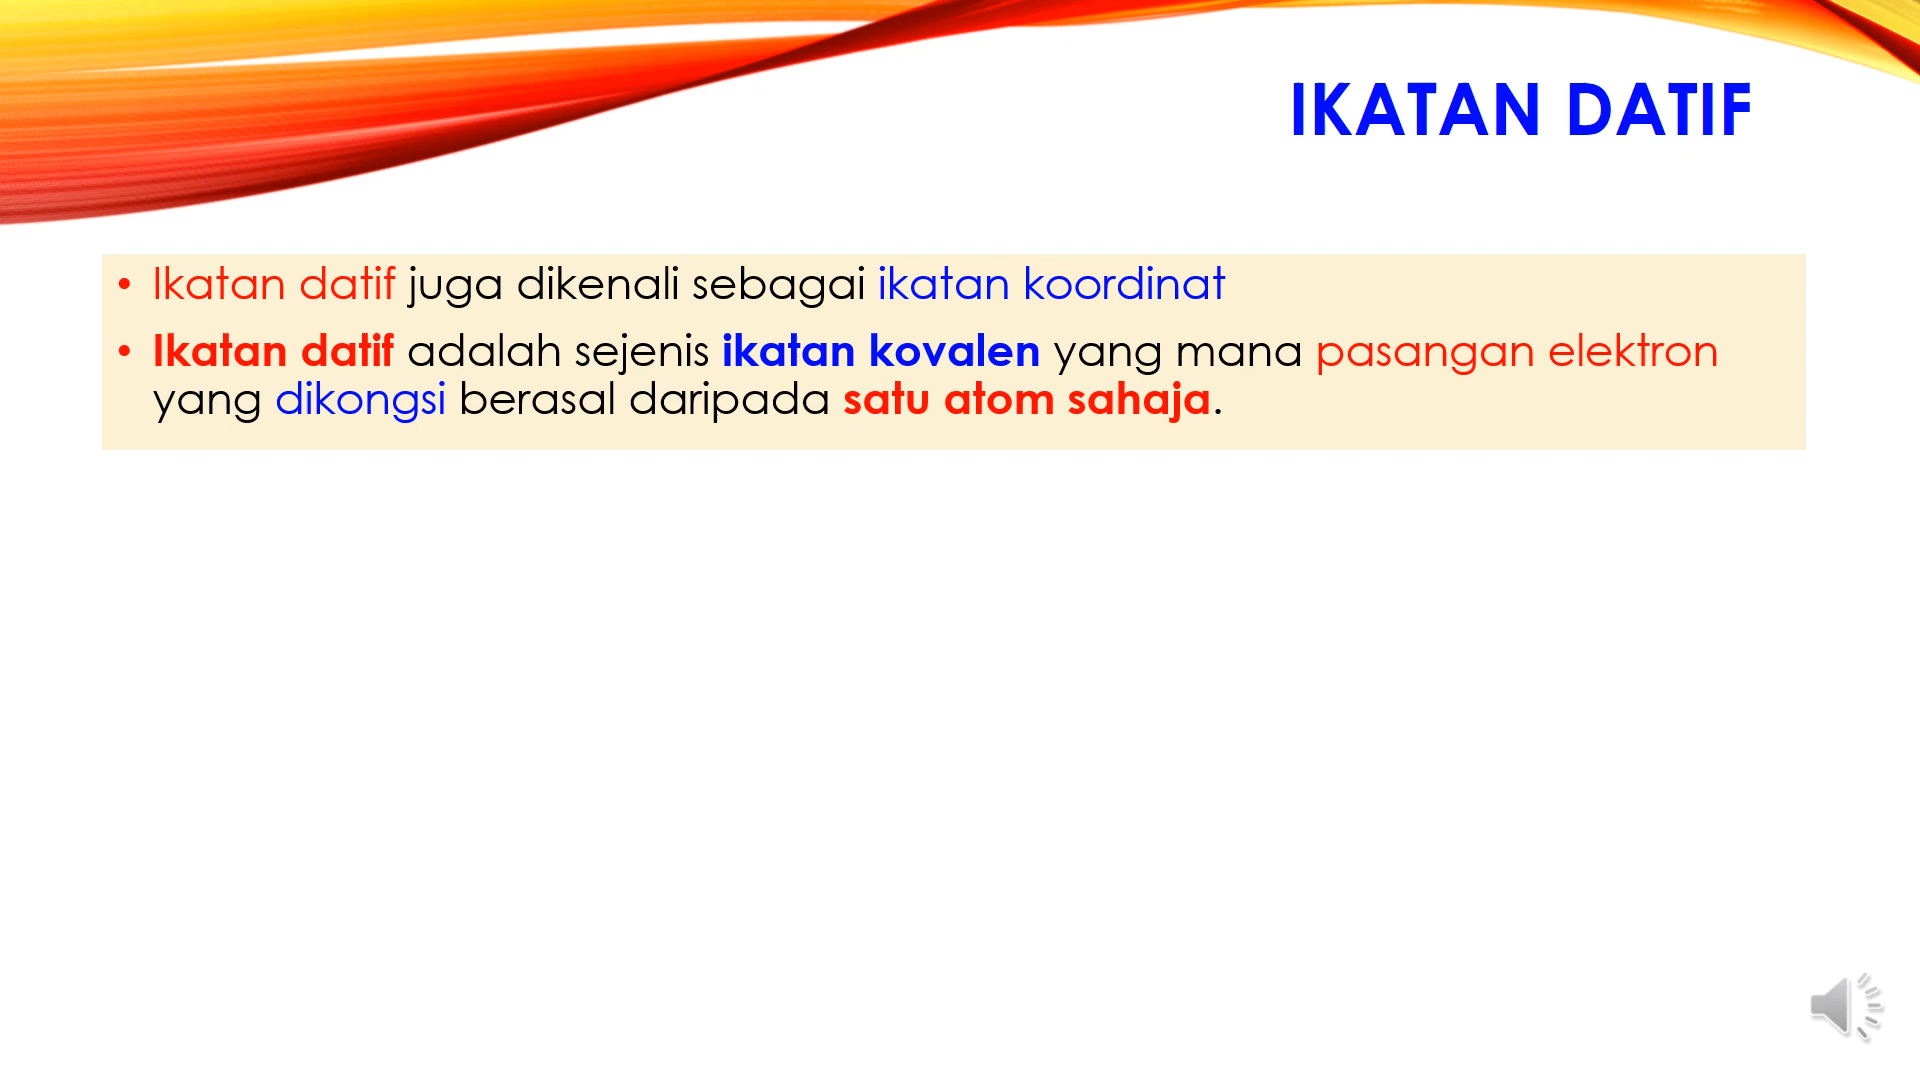 IKATAN DATIF
• Ikatan datif juga dikenali sebagai ikatan koordinat
• Ikatan datif adalah sejenis ikatan kovalen yang mana pasangan elektron
yang dikongsi berasal daripada satu atom sahaja.